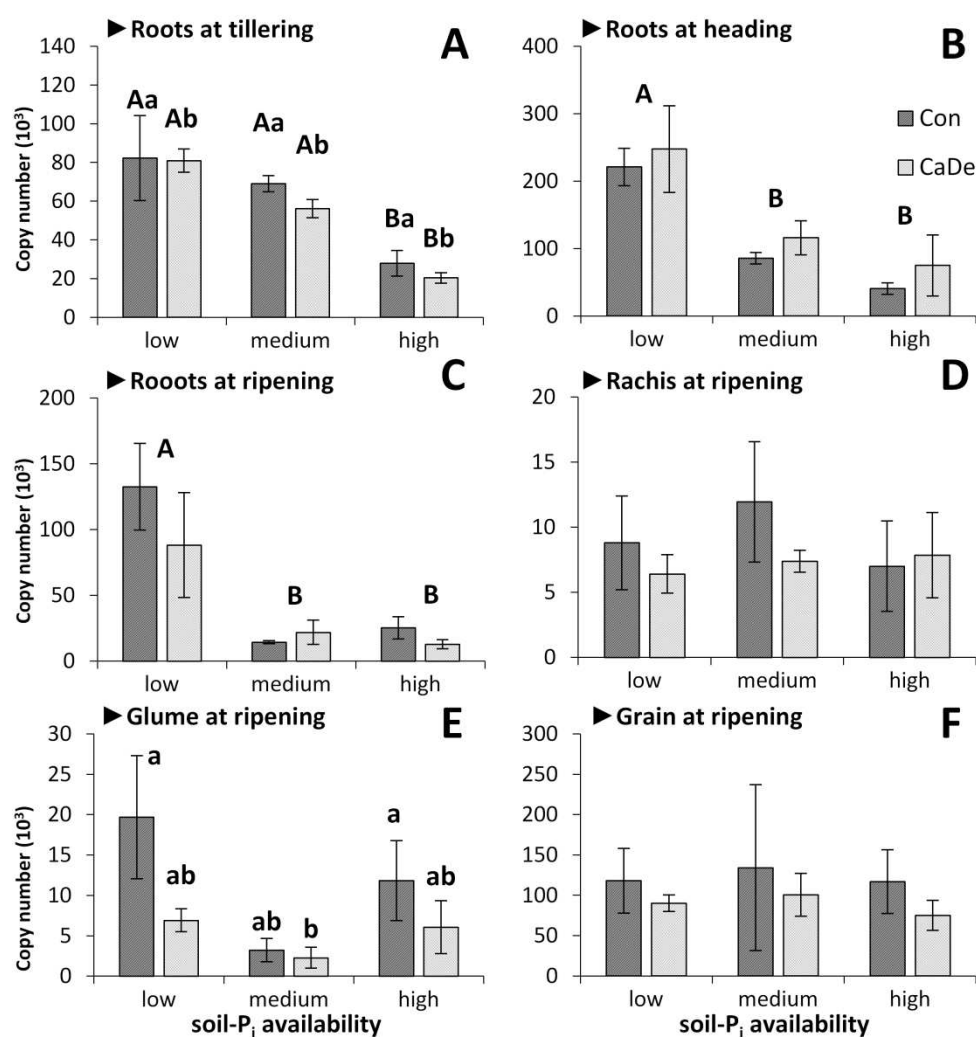 ►Roots at tillering A
Copy number (10³)
140
120
100
80
60
40
20
0
Aa Ab Aa Ab Ba Bb
low medium high
►Roots at heading B
400
300
200
100
0
A B B
Con
CaDe
low medium high
►Rooots at ripening C
Copy number (10³)
200
150
100
50
0
A B B
low medium high
►Rachis at ripening D
20
15
10
5
0
low medium high
►Glume at ripening E
Copy number (10³)
30
25
20
15
10
5
0
a ab ab b a ab
low medium high
soil-Pᵢ availability
►Grain at ripening F
300
250
200
150
100
50
0
low medium high
soil-Pᵢ availability